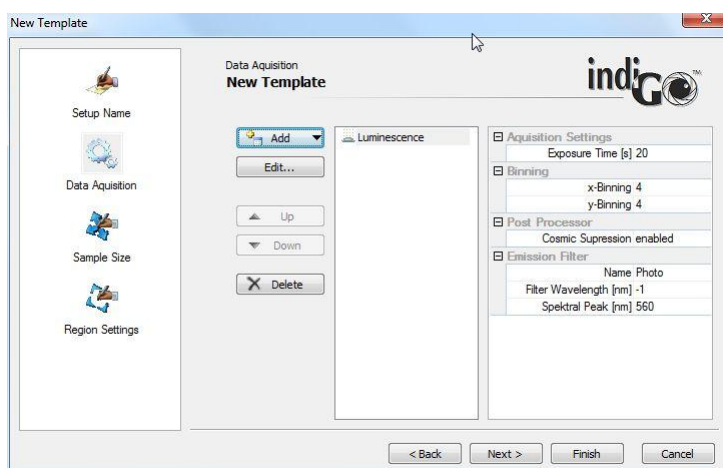 New Template
Setup Name
Data Aquisition
Sample Size
Region Settings
Data Aquisition
New Template
indiGO™
Add
Edit...
Up
Down
Delete
Luminescence
Aquisition Settings
Exposure Time [s] 20
Binning
x-Binning 4
y-Binning 4
Post Processor
Cosmic Supression enabled
Emission Filter
Name Photo
Filter Wavelength [nm] -1
Spektral Peak [nm] 560
< Back
Next >
Finish
Cancel